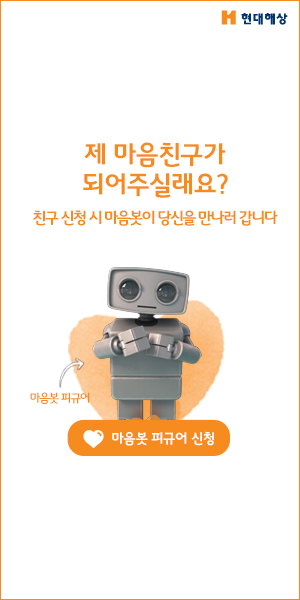 현대해상
제 마음친구가
되어주실래요?
친구 신청 시 마음봇이 당신을 만나러 갑니다
마음봇 피규어
마음봇 피규어 신청